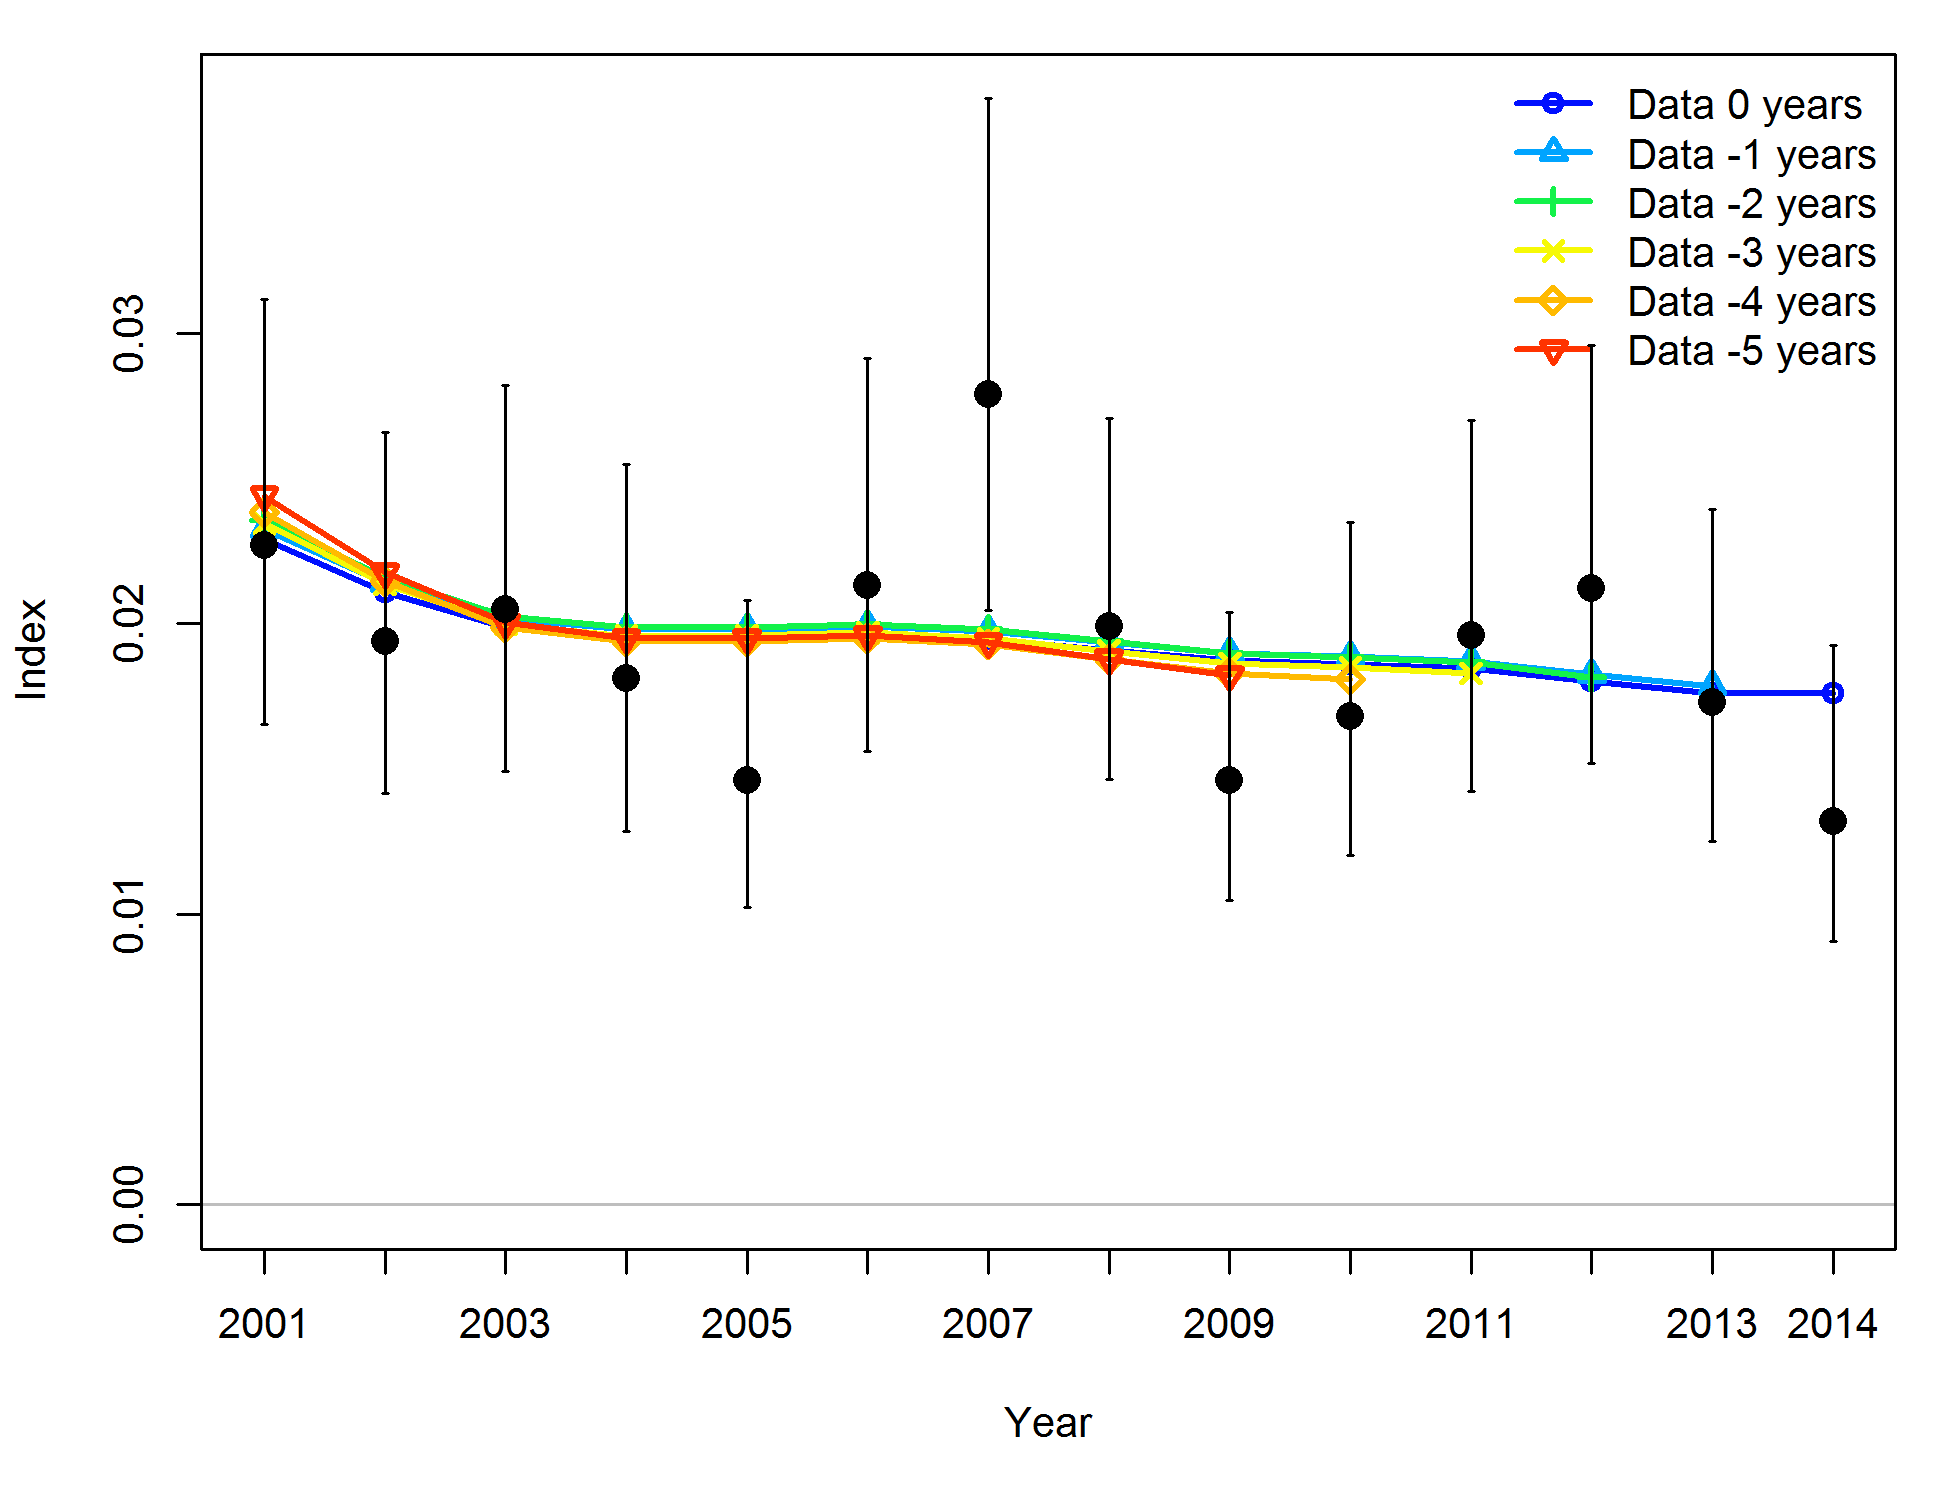 Data 0 years
Data -1 years
Data -2 years
Data -3 years
Data -4 years
Data -5 years
0.03
0.02
0.01
0.00
Index
2001 2003 2005 2007 2009 2011 2013 2014
Year